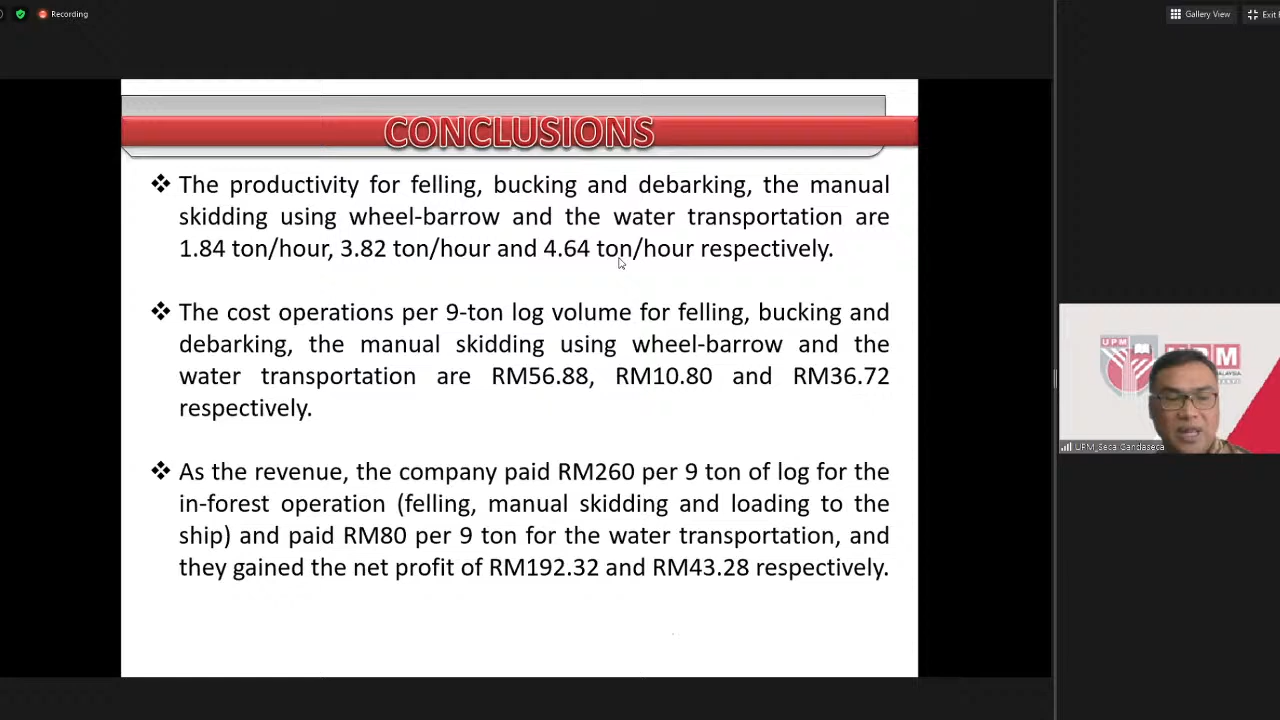 Recording
Gallery View
Exit
CONCLUSIONS
❖ The productivity for felling, bucking and debarking, the manual
skidding using wheel-barrow and the water transportation are
1.84 ton/hour, 3.82 ton/hour and 4.64 ton/hour respectively.
❖ The cost operations per 9-ton log volume for felling, bucking and
debarking, the manual skidding using wheel-barrow and the
water transportation are RM56.88, RM10.80 and RM36.72
respectively.
❖ As the revenue, the company paid RM260 per 9 ton of log for the
in-forest operation (felling, manual skidding and loading to the
ship) and paid RM80 per 9 ton for the water transportation, and
they gained the net profit of RM192.32 and RM43.28 respectively.
UPM
UPM_Seca Gandaseca